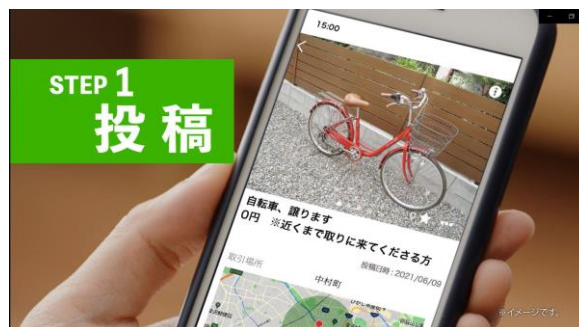 15:00
STEP 1
投稿
自転車、譲ります
0円 ※近くまで取りに来てくださる方
投稿日時:2021/06/09
取引場所
中村町
※イメージです。